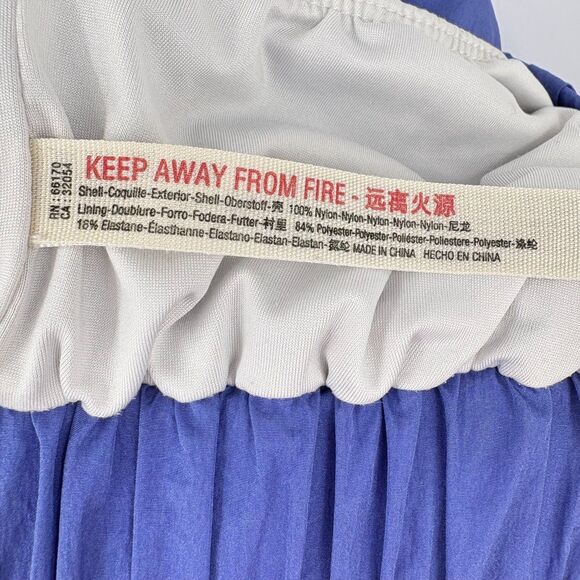 RN: 66170
CA: 32054
KEEP AWAY FROM FIRE - 远离火源
Shell-Coquille-Exterior-Shell-Oberstoff-壳 100% Nylon-Nylon-Nylon-Nylon-Nylon-尼龙
Lining-Doublure-Forro-Fodera-Futter-衬里 84% Polyester-Polyester-Poliéster-Poliestere-Polyester-涤纶
16% Elastane-Élasthanne-Elastano-Elastan-Elastan-氨纶 MADE IN CHINA HECHO EN CHINA